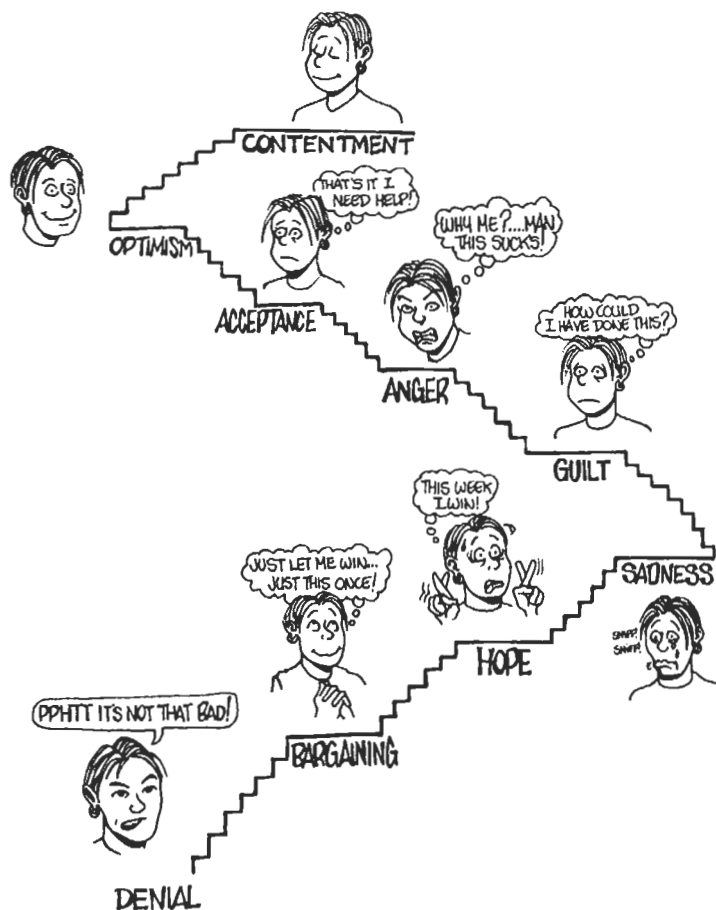 CONTENTMENT
THAT'S IT I
NEED HELP!
OPTIMISM
WHY ME?....MAN
THIS SUCKS!
ACCEPTANCE
HOW COULD
I HAVE DONE THIS?
ANGER
GUILT
THIS WEEK
I WIN!
JUST LET ME WIN...
JUST THIS ONCE!
SADNESS
SNIFF!
SNIFF!
HOPE
PPHTT IT'S NOT THAT BAD!
BARGAINING
DENIAL